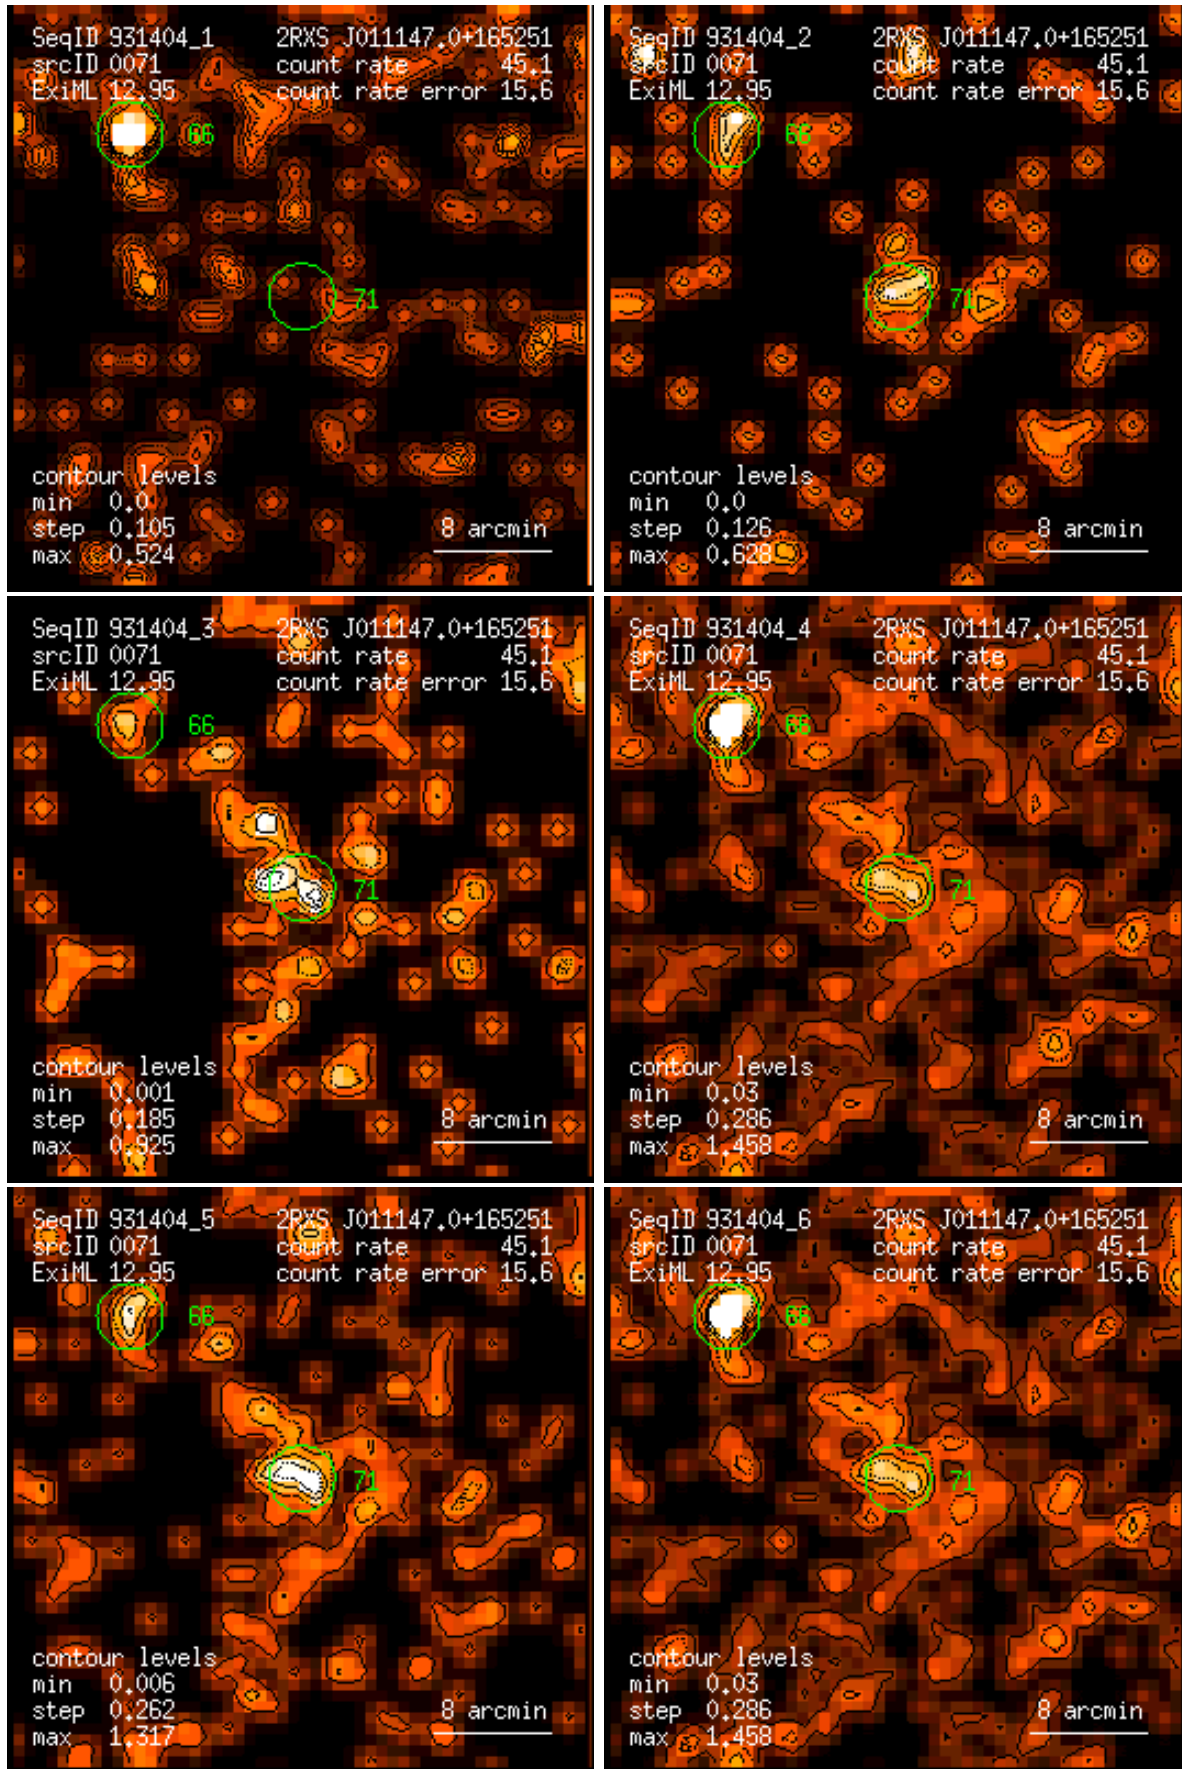 SeqID 931404_1 2RXS J011147.0+165251
srcID 0071 count rate 45.1
ExiML 12.95 count rate error 15.6
66
71
contour levels
min 0.0
step 0.105 8 arcmin
max 0.524
SeqID 931404_2 2RXS J011147.0+165251
srcID 0071 count rate 45.1
ExiML 12.95 count rate error 15.6
66
71
contour levels
min 0.0
step 0.126 8 arcmin
max 0.628
SeqID 931404_3 2RXS J011147.0+165251
srcID 0071 count rate 45.1
ExiML 12.95 count rate error 15.6
66
71
contour levels
min 0.001
step 0.185 8 arcmin
max 0.925
SeqID 931404_4 2RXS J011147.0+165251
srcID 0071 count rate 45.1
ExiML 12.95 count rate error 15.6
66
71
contour levels
min 0.03
step 0.286 8 arcmin
max 1.458
SeqID 931404_5 2RXS J011147.0+165251
srcID 0071 count rate 45.1
ExiML 12.95 count rate error 15.6
66
71
contour levels
min 0.006
step 0.262 8 arcmin
max 1.317
SeqID 931404_6 2RXS J011147.0+165251
srcID 0071 count rate 45.1
ExiML 12.95 count rate error 15.6
66
71
contour levels
min 0.03
step 0.286 8 arcmin
max 1.458